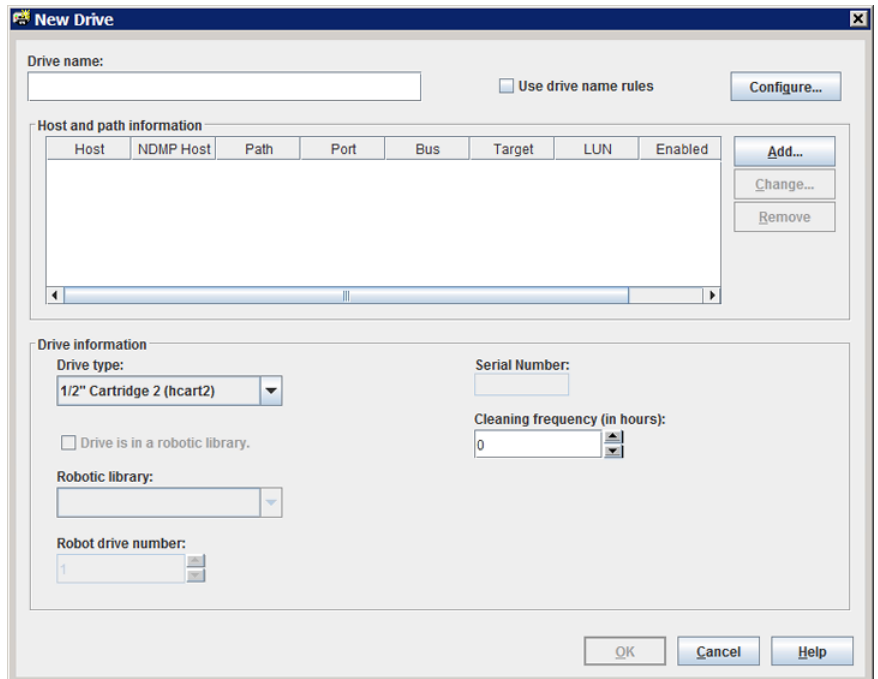 New Drive
Drive name:
Use drive name rules
Configure...
Host and path information
Host NDMP Host Path Port Bus Target LUN Enabled
Add...
Change...
Remove
Drive information
Drive type:
1/2" Cartridge 2 (hcart2)
Serial Number:
Cleaning frequency (in hours):
0
Drive is in a robotic library.
Robotic library:
Robot drive number:
1
OK Cancel Help